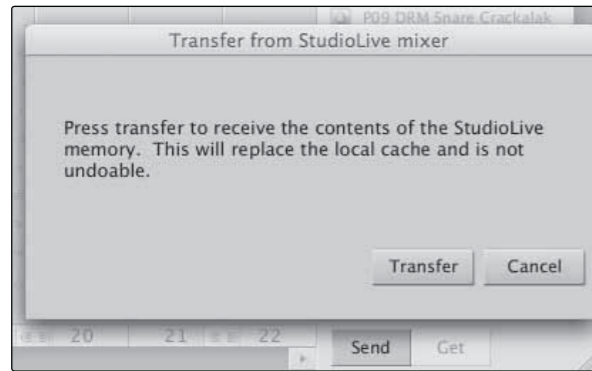 P09 DRM Snare Crackalak
Transfer from StudioLive mixer
Press transfer to receive the contents of the StudioLive
memory. This will replace the local cache and is not
undoable.
Transfer Cancel
20 21 22
Send Get